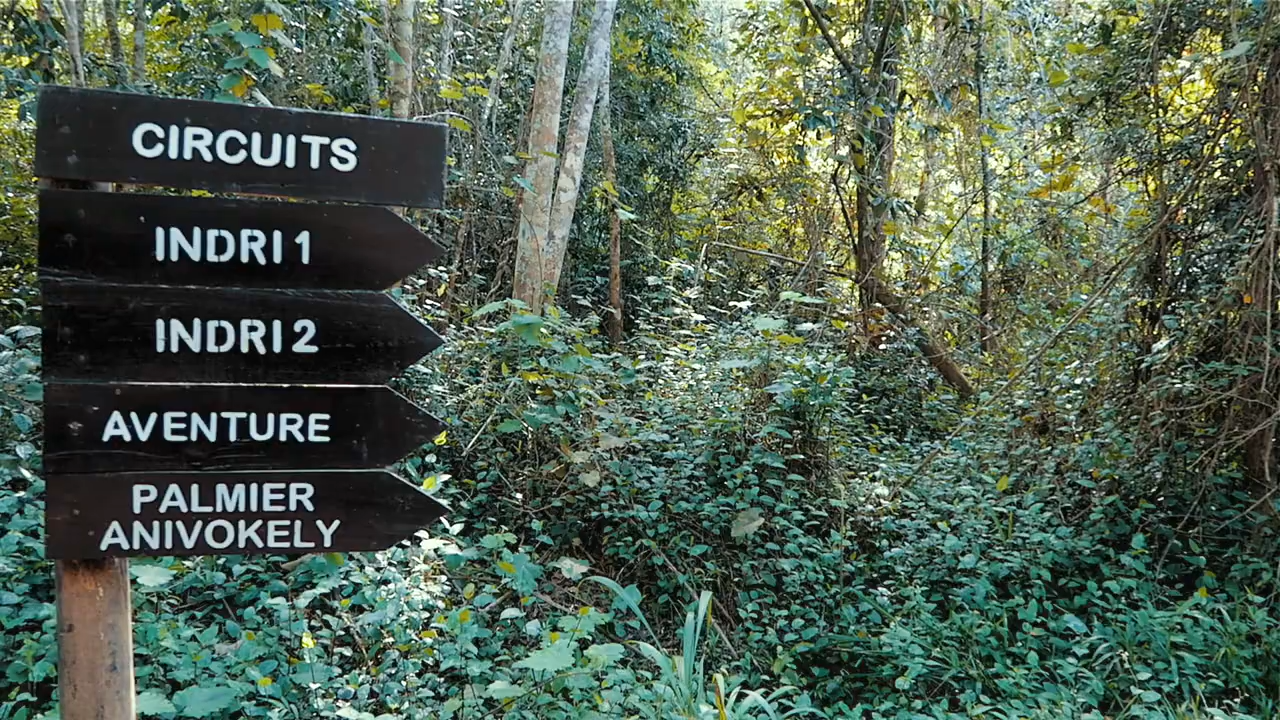 CIRCUITS
INDRI 1
INDRI 2
AVENTURE
PALMIER
ANIVOKELY